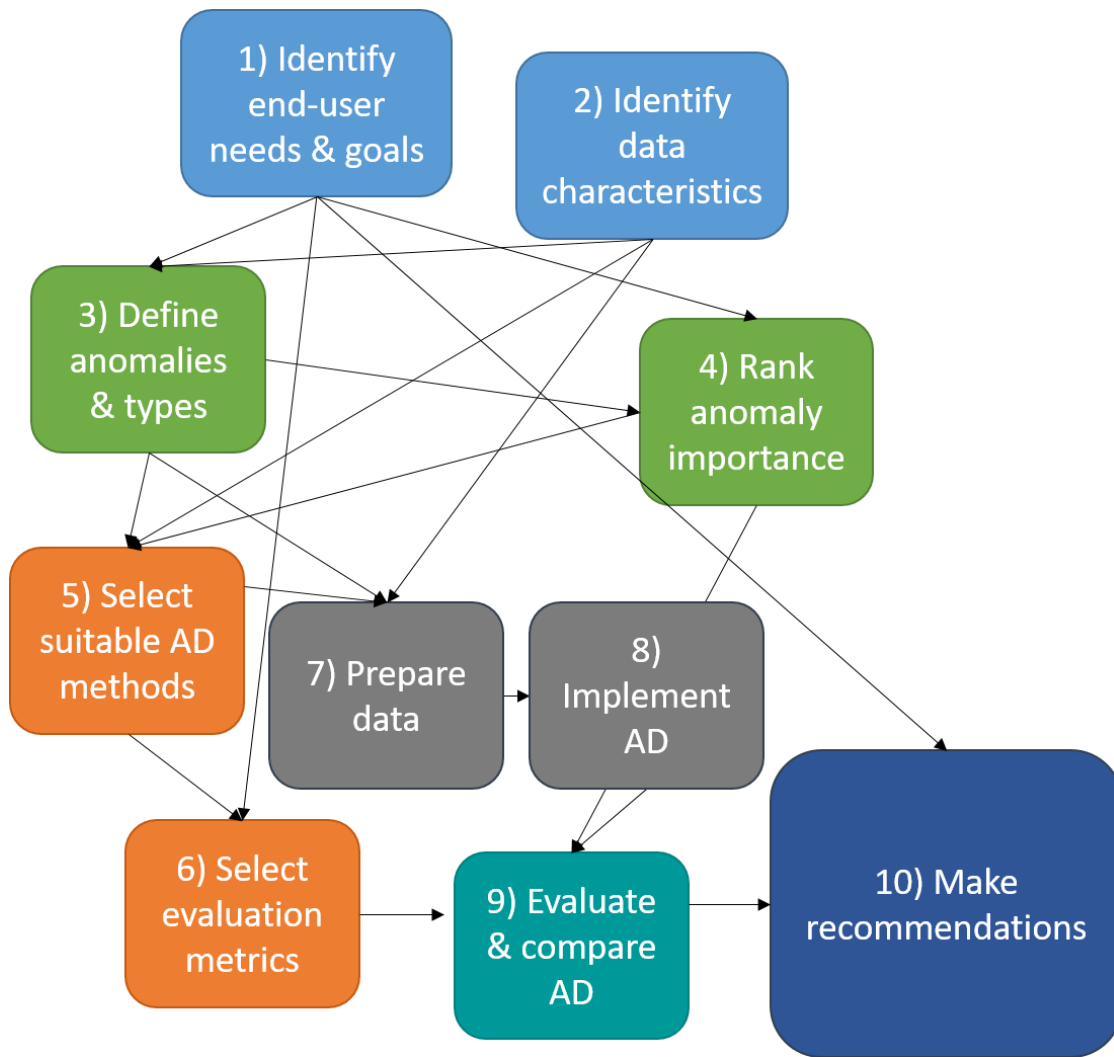 1) Identify
end-user
needs & goals
2) Identify
data
characteristics
3) Define
anomalies
& types
4) Rank
anomaly
importance
5) Select
suitable AD
methods
7) Prepare
data
8)
Implement
AD
6) Select
evaluation
metrics
9) Evaluate
& compare
AD
10) Make
recommendations